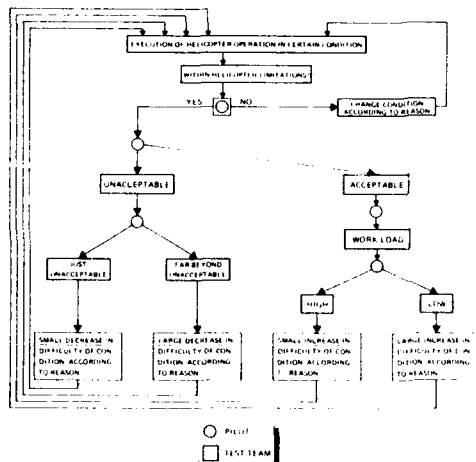 EXECUTION OF HELICOPTER OPERATION IN CERTAIN CONDITION
WITHIN HELICOPTER LIMITATIONS?
YES
NO
CHANGE CONDITION
ACCORDING TO REASON
UNACCEPTABLE
ACCEPTABLE
WORK LOAD
JUST
UNACCEPTABLE
FAR BEYOND
UNACCEPTABLE
HIGH
LOW
SMALL DECREASE IN
DIFFICULTY OF CON
DITION ACCORDING
TO REASON
LARGE DECREASE IN
DIFFICULTY OF CON
DITION ACCORDING
TO REASON
SMALL INCREASE IN
DIFFICULTY OF CON
DITION ACCORDING
REASON
LARGE INCREASE IN
DIFFICULTY OF CON
DITION ACCORDING
TO REASON
PILOT
TEST TEAM